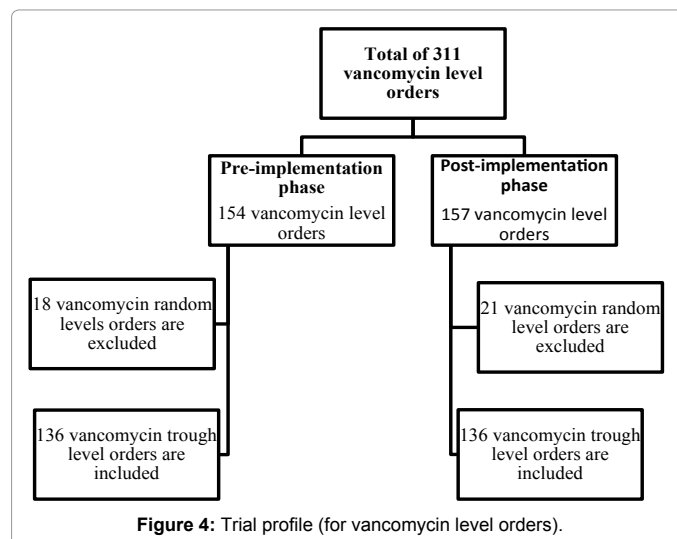 Total of 311
vancomycin level
orders
Pre-implementation
phase
154 vancomycin level
orders
Post-implementation
phase
157 vancomycin level
orders
18 vancomycin random
levels orders are
excluded
21 vancomycin random
level orders are
excluded
136 vancomycin trough
level orders are
included
136 vancomycin trough
level orders are
included
Figure 4: Trial profile (for vancomycin level orders).